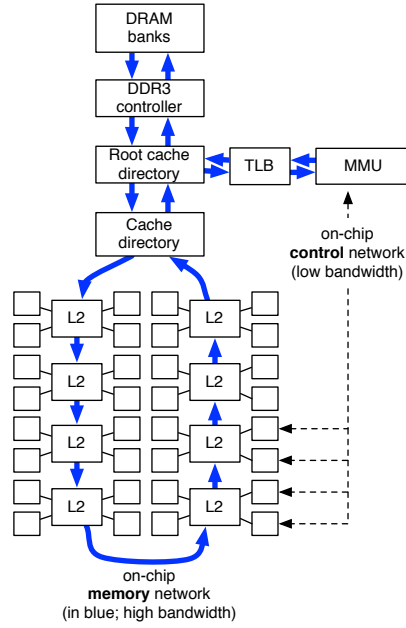 DRAM
banks
DDR3
controller
Root cache
directory
TLB
MMU
Cache
directory
on-chip
control network
(low bandwidth)
L2
L2
L2
L2
L2
L2
L2
L2
on-chip
memory network
(in blue; high bandwidth)